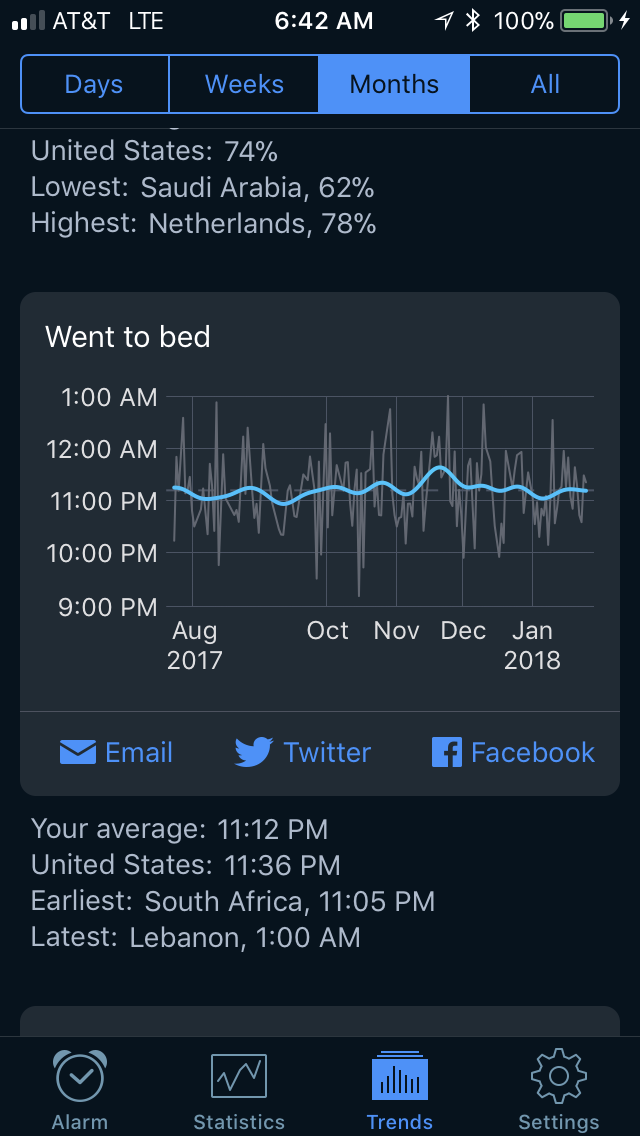 AT&T LTE 6:42 AM 100%
Days Weeks Months All
United States: 74%
Lowest: Saudi Arabia, 62%
Highest: Netherlands, 78%
Went to bed
1:00 AM
12:00 AM
11:00 PM
10:00 PM
9:00 PM
Aug Oct Nov Dec Jan
2017 2018
Email Twitter Facebook
Your average: 11:12 PM
United States: 11:36 PM
Earliest: South Africa, 11:05 PM
Latest: Lebanon, 1:00 AM
Alarm Statistics Trends Settings